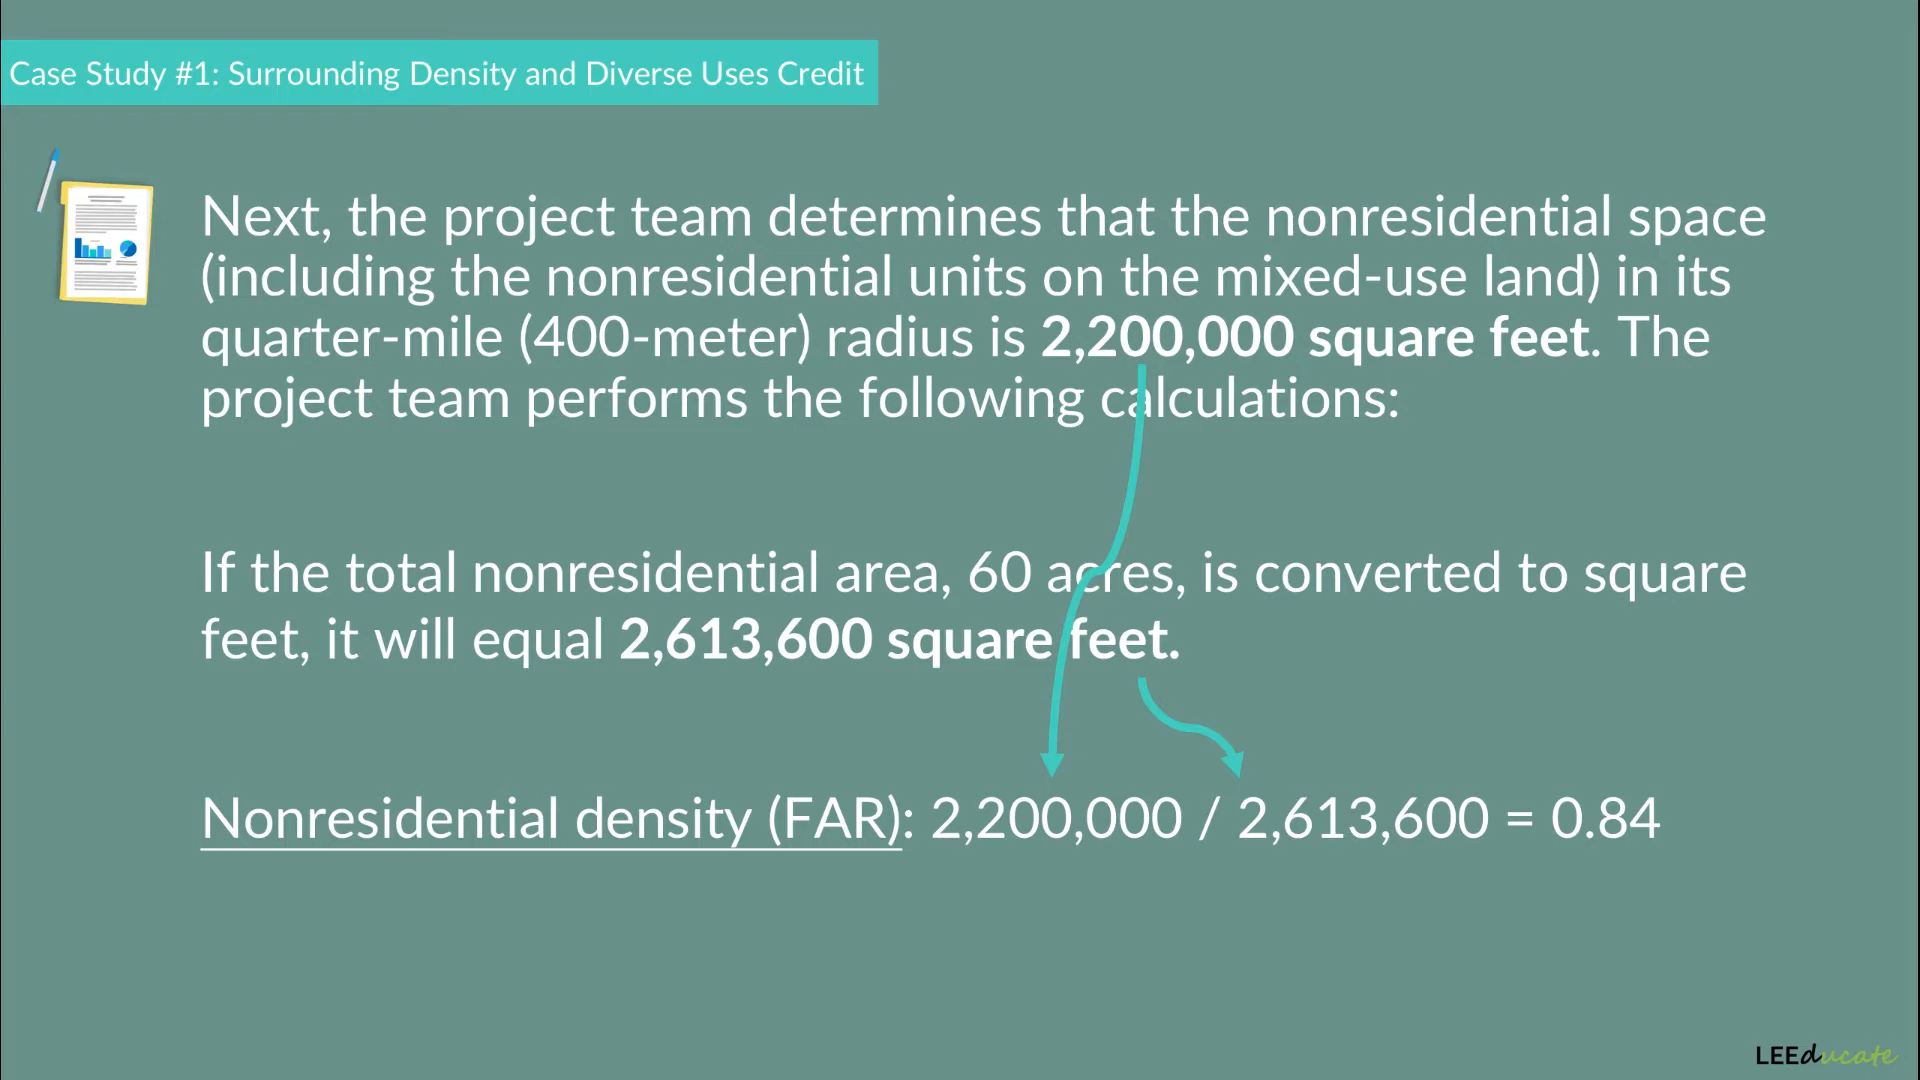 Case Study #1: Surrounding Density and Diverse Uses Credit
Next, the project team determines that the nonresidential space
(including the nonresidential units on the mixed-use land) in its
quarter-mile (400-meter) radius is 2,200,000 square feet. The
project team performs the following calculations:
If the total nonresidential area, 60 acres, is converted to square
feet, it will equal 2,613,600 square feet.
Nonresidential density (FAR): 2,200,000 / 2,613,600 = 0.84
LEEducate